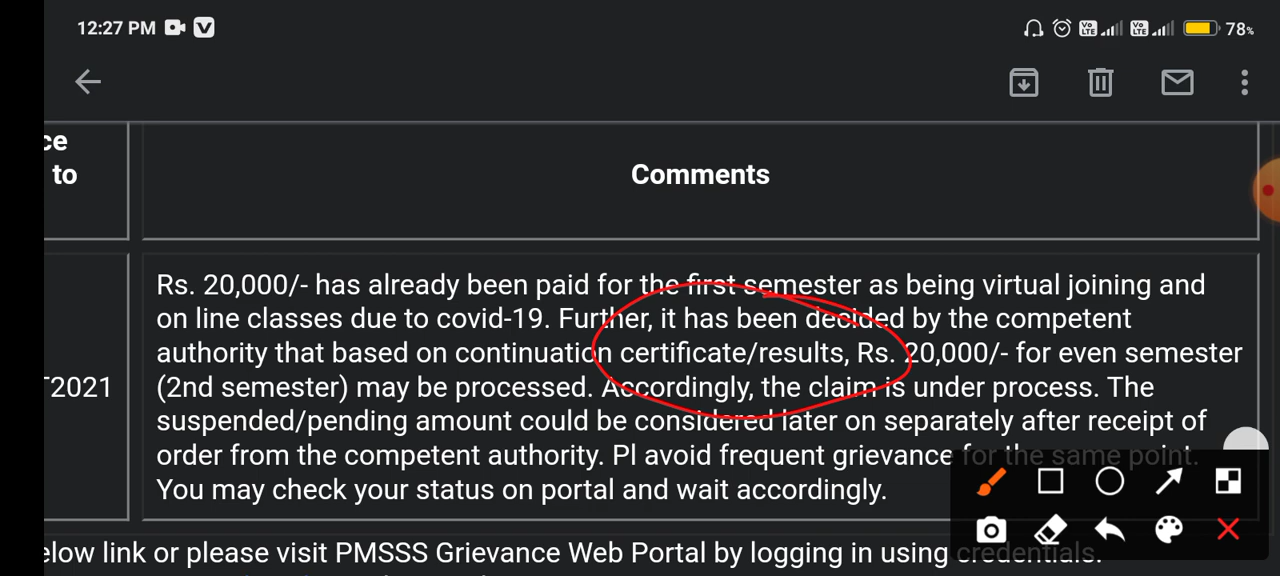 12:27 PM
78%
ce
to
Comments
Rs. 20,000/- has already been paid for the first semester as being virtual joining and
on line classes due to covid-19. Further, it has been decided by the competent
authority that based on continuation certificate/results, Rs. 20,000/- for even semester
T2021
(2nd semester) may be processed. Accordingly, the claim is under process. The
suspended/pending amount could be considered later on separately after receipt of
order from the competent authority. Pl avoid frequent grievance for the same point.
You may check your status on portal and wait accordingly.
elow link or please visit PMSSS Grievance Web Portal by logging in using credentials.